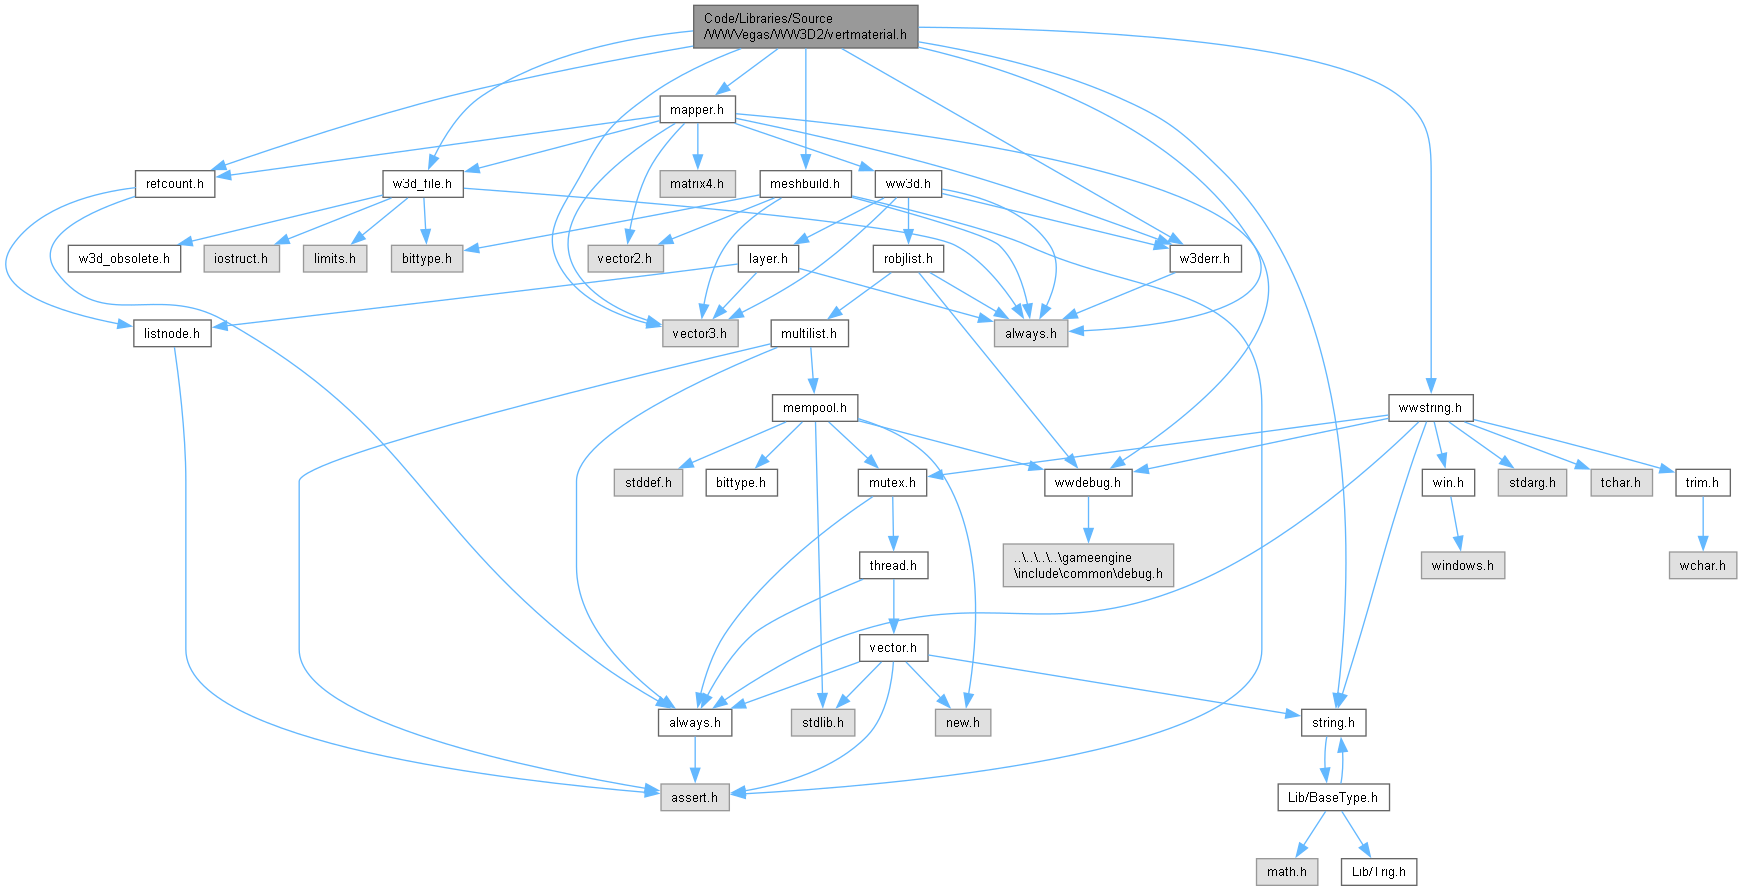 Code/Libraries/Source
/WWVegas/WW3D2/vertmaterial.h
mapper.h
refcount.h
w3d_file.h
matrix4.h
meshbuild.h
ww3d.h
w3d_obsolete.h
iostruct.h
limits.h
bittype.h
vector2.h
layer.h
robjlist.h
w3derr.h
listnode.h
vector3.h
multilist.h
always.h
mempool.h
wwstring.h
stddef.h
bittype.h
mutex.h
wwdebug.h
win.h
stdarg.h
tchar.h
trim.h
thread.h
..\..\..\..\gameengine
\include\common\debug.h
windows.h
wchar.h
vector.h
always.h
stdlib.h
new.h
string.h
assert.h
Lib/BaseType.h
math.h
Lib/Trig.h